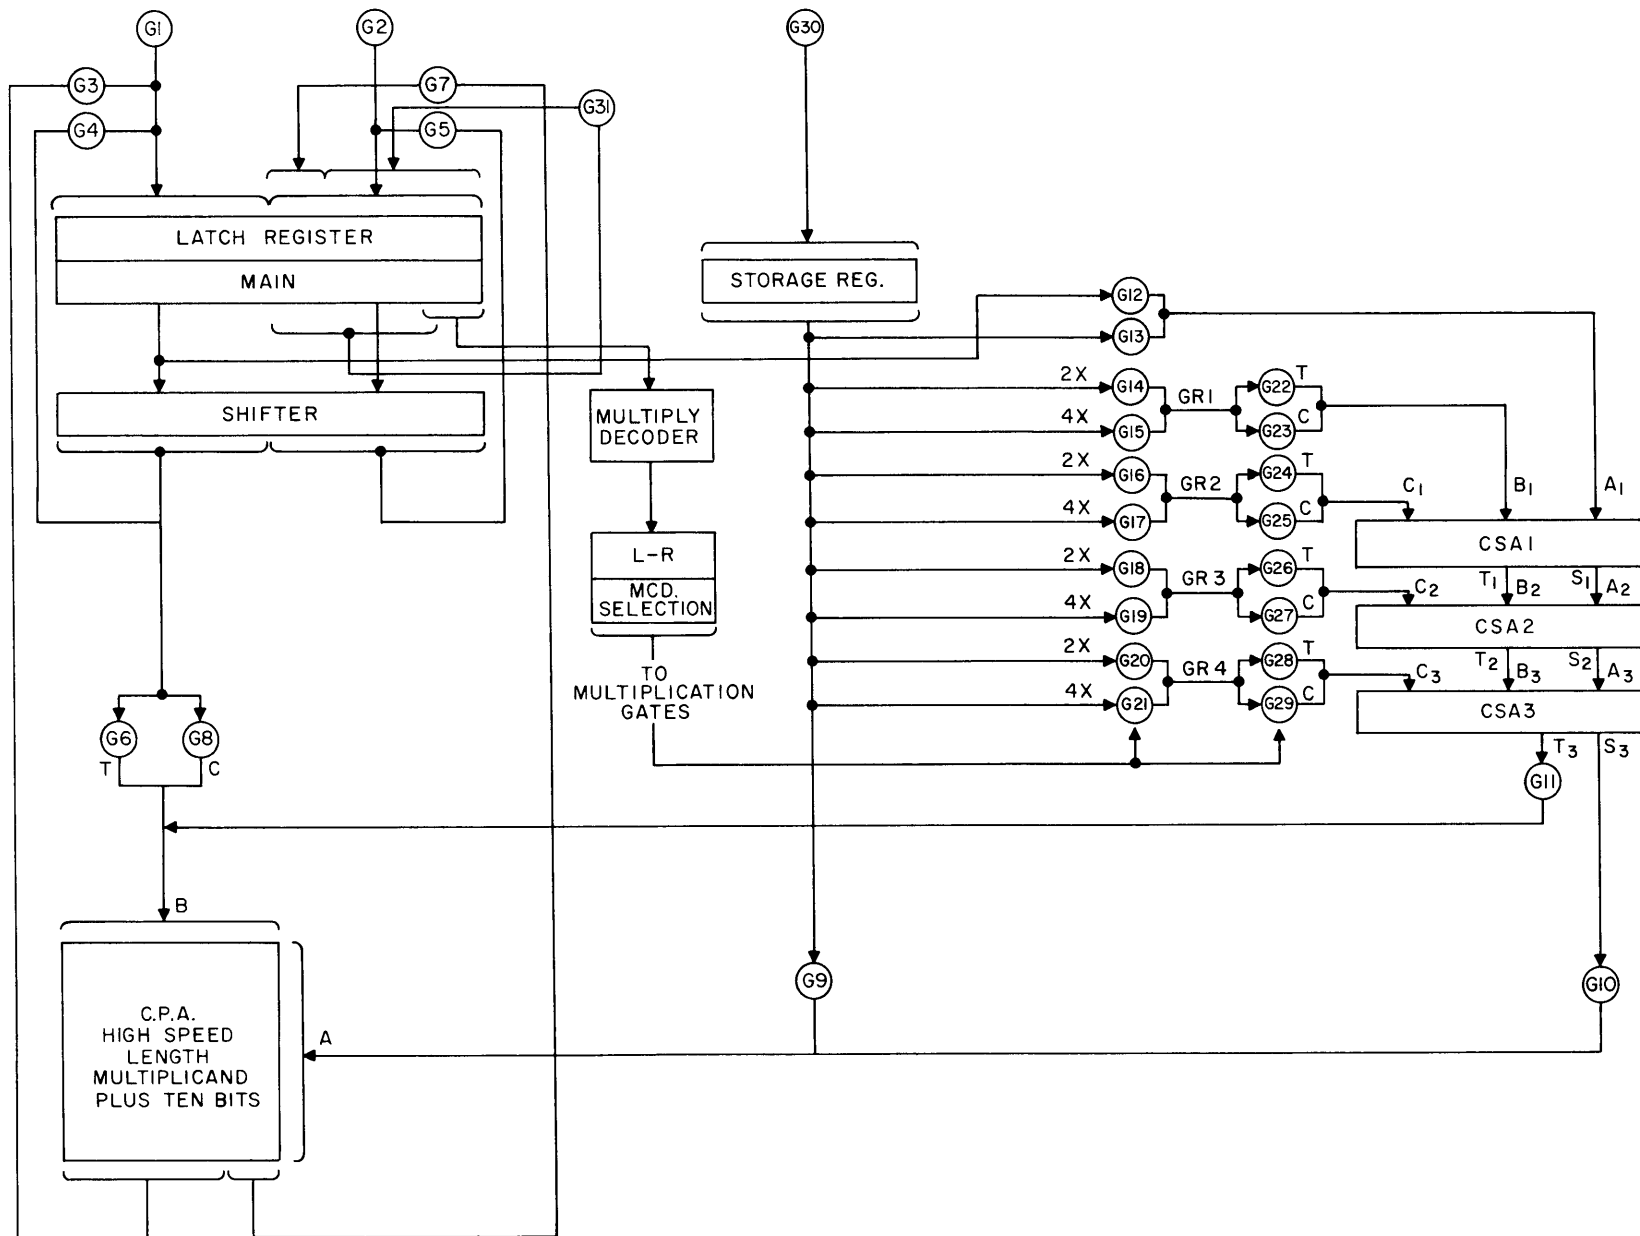 G1
G2
G30
G3
G7
G31
G4
G5
LATCH REGISTER
MAIN
STORAGE REG.
G12
G13
SHIFTER
MULTIPLY
DECODER
2X
G14
GR1
G22
T
4X
G15
G23
C
2X
G16
GR2
G24
T
4X
G17
G25
C
C1
B1
A1
CSA1
L-R
MCD.
SELECTION
2X
G18
GR3
G26
T
4X
G19
G27
C
C2
T1
B2
S1
A2
CSA2
TO
MULTIPLICATION
GATES
2X
G20
GR4
G28
T
4X
G21
G29
C
C3
T2
B3
S2
A3
CSA3
G6
G8
T
C
T3
S3
G11
B
G9
G10
A
C.P.A.
HIGH SPEED
LENGTH
MULTIPLICAND
PLUS TEN BITS